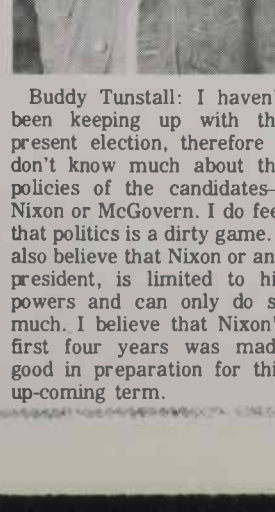 Buddy Tunstall: I haven'
been keeping up with th
present election, therefore
don't know much about th
policies of the candidates–
Nixon or McGovern. I do fee
that politics is a dirty game.
also believe that Nixon or an
president, is limited to hi
powers and can only do s
much. I believe that Nixon'
first four years was mad
good in preparation for thi
up-coming term.